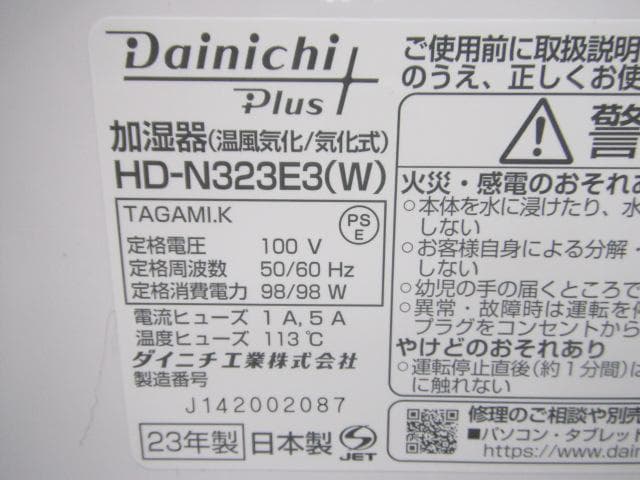 Dainichi
Plus
加湿器(温風気化/気化式)
HD-N323E3(W)
TAGAMI.K
PS
E
定格電圧 100 V
定格周波数 50/60 Hz
定格消費電力 98/98 W
電流ヒューズ 1 A, 5 A
温度ヒューズ 113℃
ダイニチ工業株式会社
製造番号
J142002087
23年製 日本製 JET
ご使用前に取扱説明
のうえ、正しくお使
警
火災・感電のおそれあ
○本体を水に浸けたり、水
しない
○お客様自身による分解・
しない
○幼児の手の届くところで
○異常・故障時は運転を停
プラグをコンセントから
やけどのおそれあり
○運転停止直後(約1分間)は
に触れない
修理のご相談や別売
■パソコン・タブレット
https://www.dain